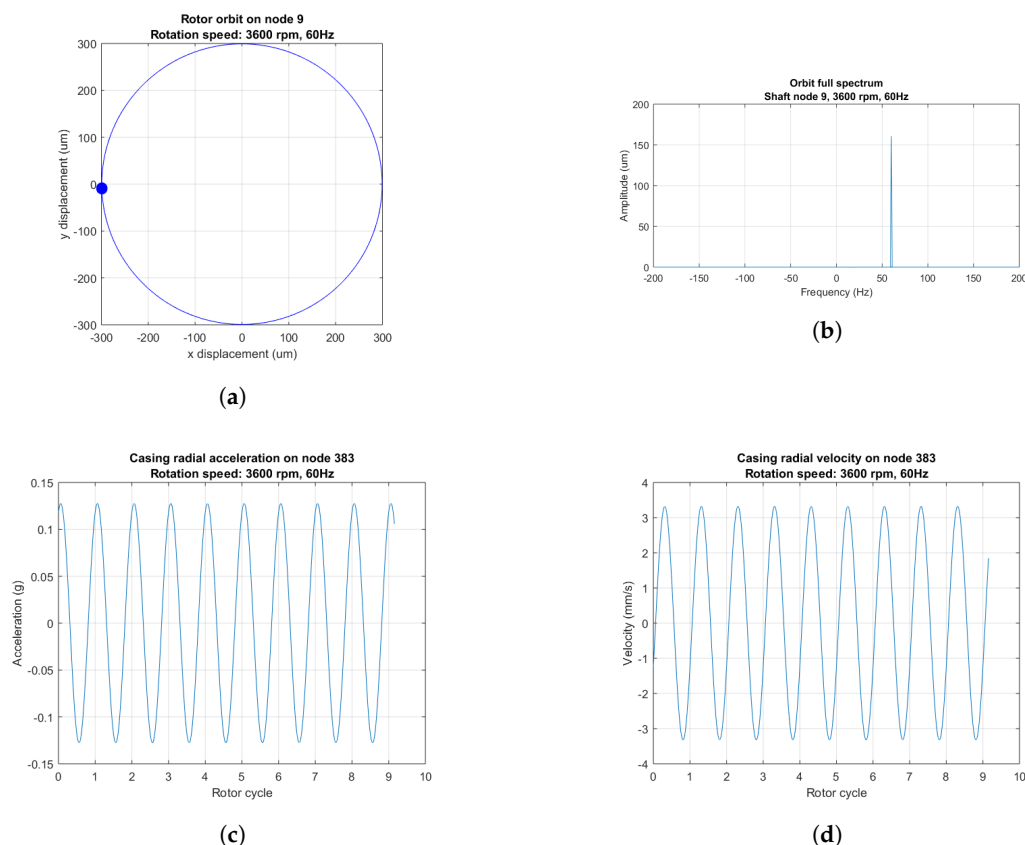 Rotor orbit on node 9
Rotation speed: 3600 rpm, 60Hz
300
200
100
0
-100
-200
-300
y displacement (um)
-300 -200 -100 0 100 200 300
x displacement (um)
(a)
Orbit full spectrum
Shaft node 9, 3600 rpm, 60Hz
200
150
100
50
0
Amplitude (um)
-200 -150 -100 -50 0 50 100 150 200
Frequency (Hz)
(b)
Casing radial acceleration on node 383
Rotation speed: 3600 rpm, 60Hz
0.15
0.1
0.05
0
-0.05
-0.1
-0.15
Acceleration (g)
0 1 2 3 4 5 6 7 8 9 10
Rotor cycle
(c)
Casing radial velocity on node 383
Rotation speed: 3600 rpm, 60Hz
4
3
2
1
0
-1
-2
-3
-4
Velocity (mm/s)
0 1 2 3 4 5 6 7 8 9 10
Rotor cycle
(d)